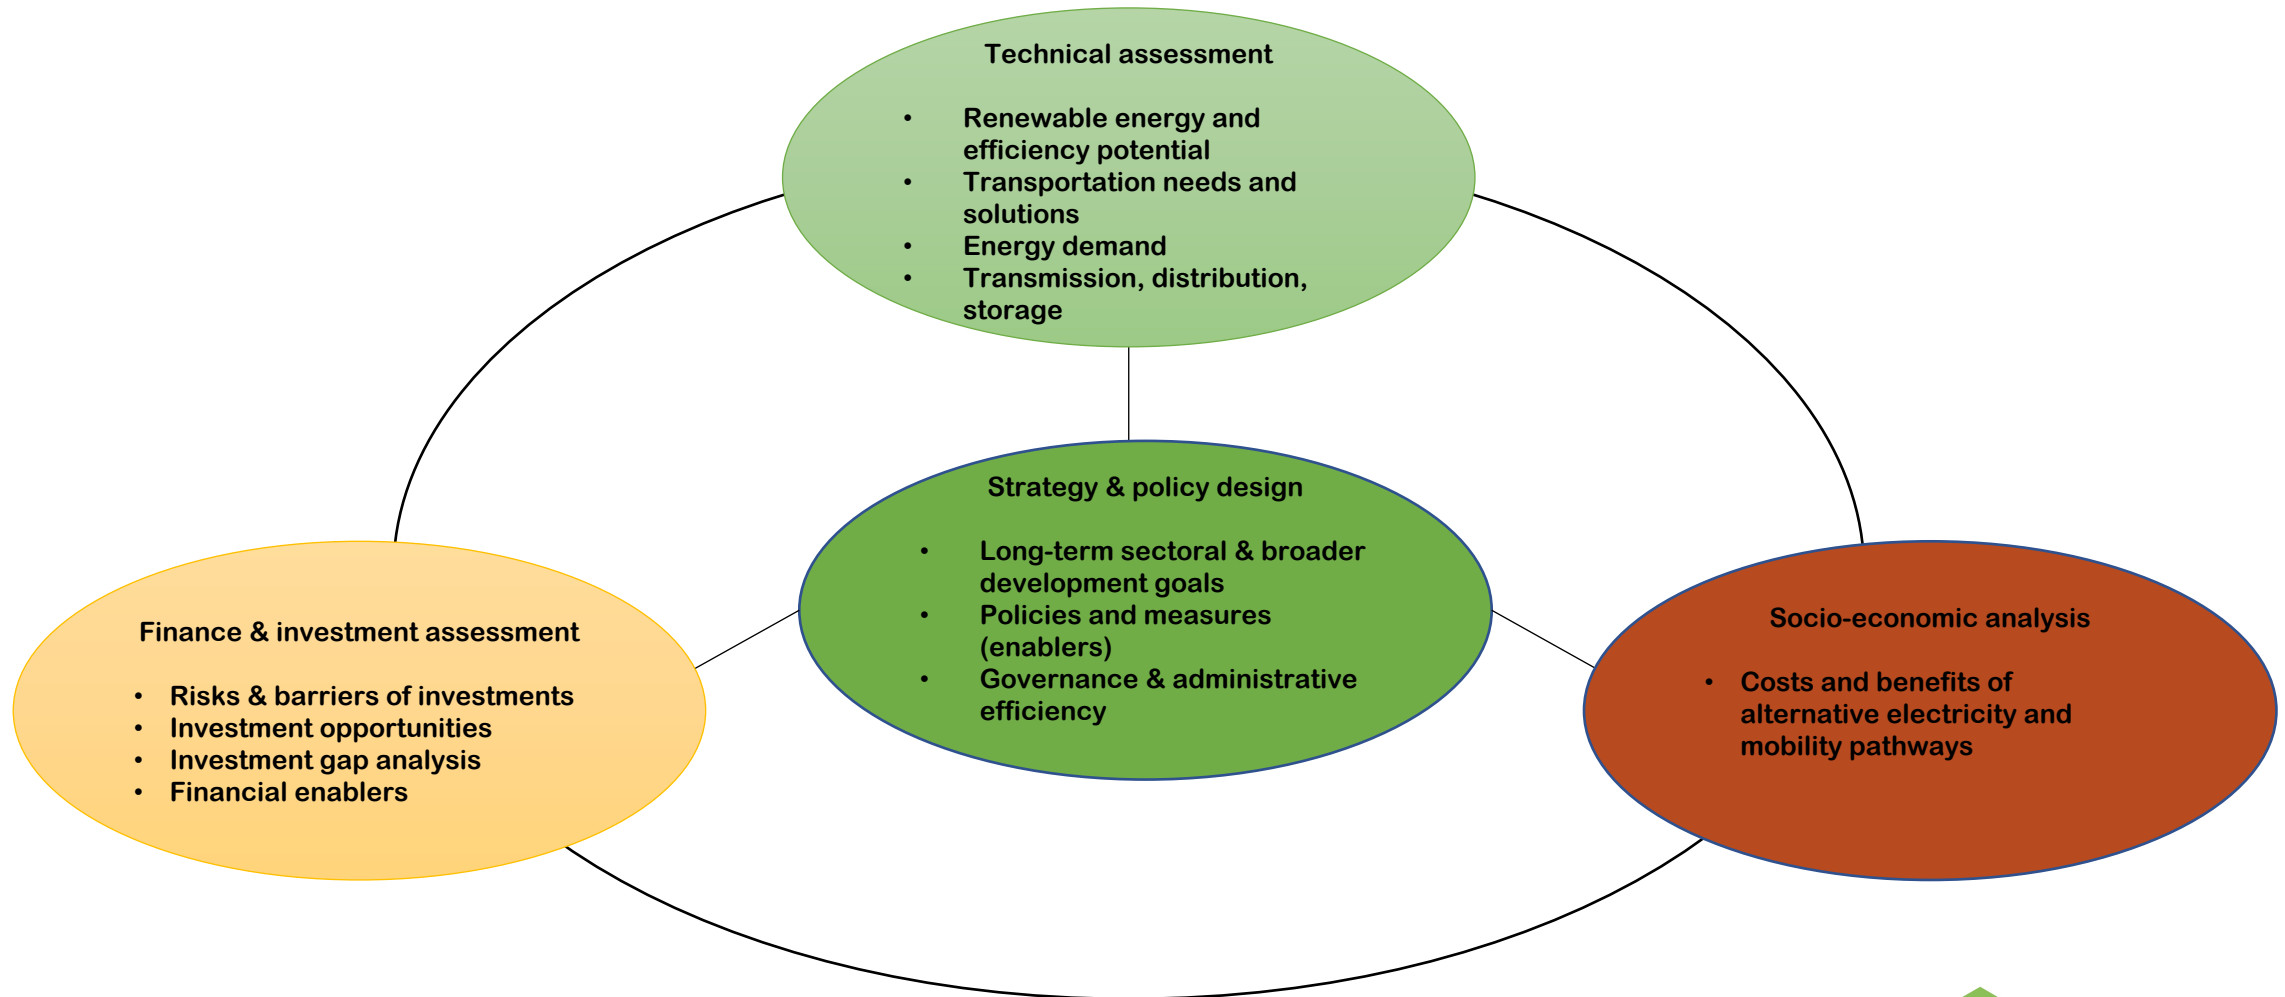 Technical assessment
• Renewable energy and
efficiency potential
• Transportation needs and
solutions
• Energy demand
• Transmission, distribution,
storage
Strategy & policy design
• Long-term sectoral & broader
development goals
• Policies and measures
(enablers)
• Governance & administrative
efficiency
Finance & investment assessment
• Risks & barriers of investments
• Investment opportunities
• Investment gap analysis
• Financial enablers
Socio-economic analysis
• Costs and benefits of
alternative electricity and
mobility pathways